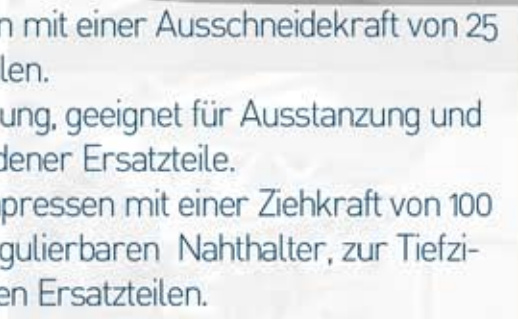 n mit einer Ausschneidekraft von 25
len.
ung, geeignet für Ausstanzung und
dener Ersatzteile.
pressen mit einer Ziehkraft von 100
gulierbaren Nahthalter, zur Tiefzi-
en Ersatzteilen.